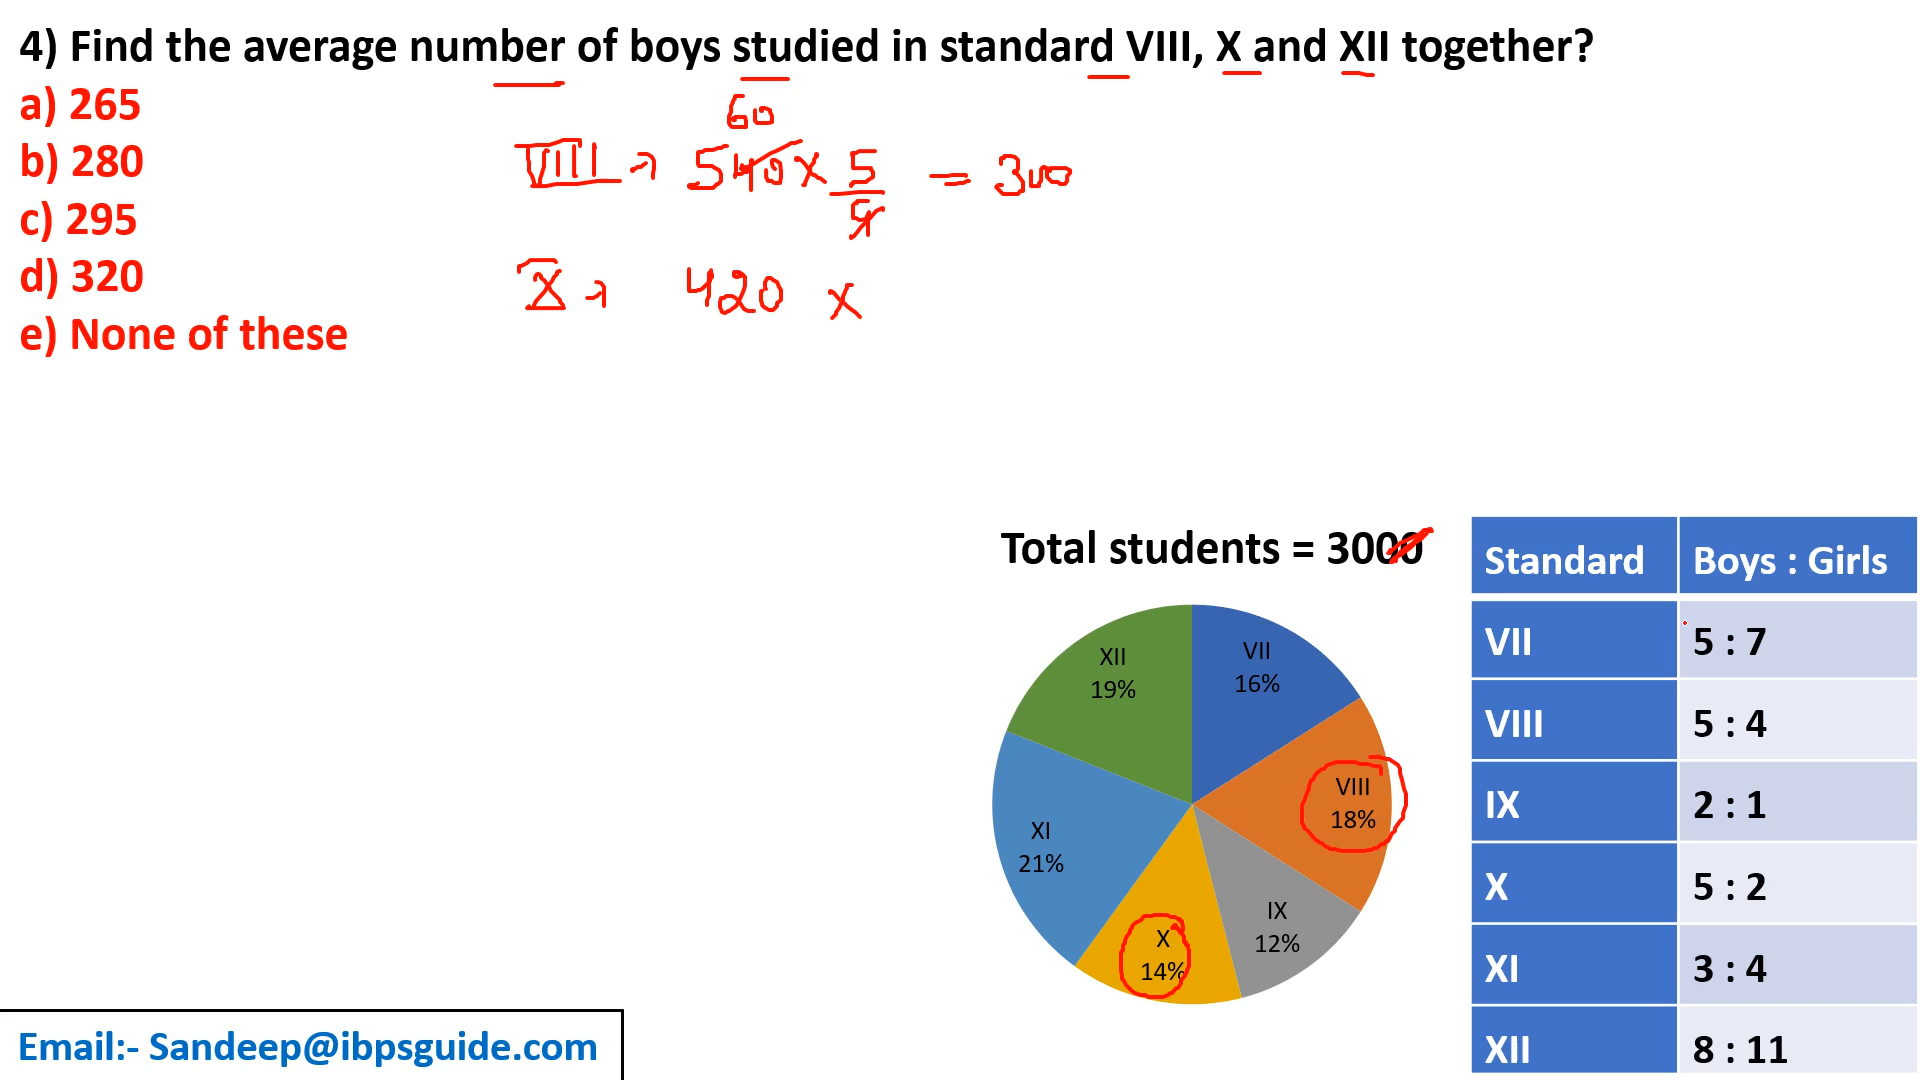 4) Find the average number of boys studied in standard VIII, X and XII together?
a) 265
b) 280
c) 295
d) 320
e) None of these
60
VIII → 540 × 5/9 = 300
X → 420 ×
Total students = 3000
XII
19%
VII
16%
VIII
18%
XI
21%
IX
12%
X
14%
Standard Boys : Girls
VII 5 : 7
VIII 5 : 4
IX 2 : 1
X 5 : 2
XI 3 : 4
XII 8 : 11
Email:- Sandeep@ibpsguide.com